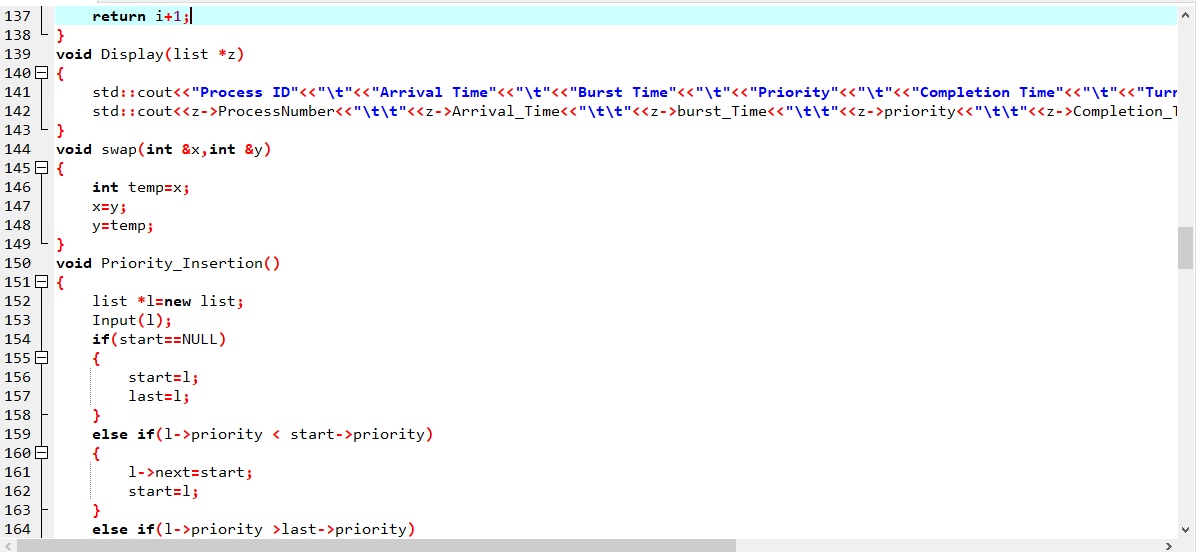 137 return i+1;
138 }
139 void Display(list *z)
140 {
141 std::cout<<"Process ID"<<"\t"<<"Arrival Time"<<"\t"<<"Burst Time"<<"\t"<<"Priority"<<"\t"<<"Completion Time"<<"\t"<<"Turr
142 std::cout<<z->ProcessNumber<<"\t\t"<<z->Arrival_Time<<"\t\t"<<z->burst_Time<<"\t\t"<<z->priority<<"\t\t"<<z->Completion_T
143 }
144 void swap(int &x,int &y)
145 {
146 int temp=x;
147 x=y;
148 y=temp;
149 }
150 void Priority_Insertion()
151 {
152 list *l=new list;
153 Input(l);
154 if(start==NULL)
155 {
156 start=l;
157 last=l;
158 }
159 else if(l->priority < start->priority)
160 {
161 l->next=start;
162 start=l;
163 }
164 else if(l->priority >last->priority)